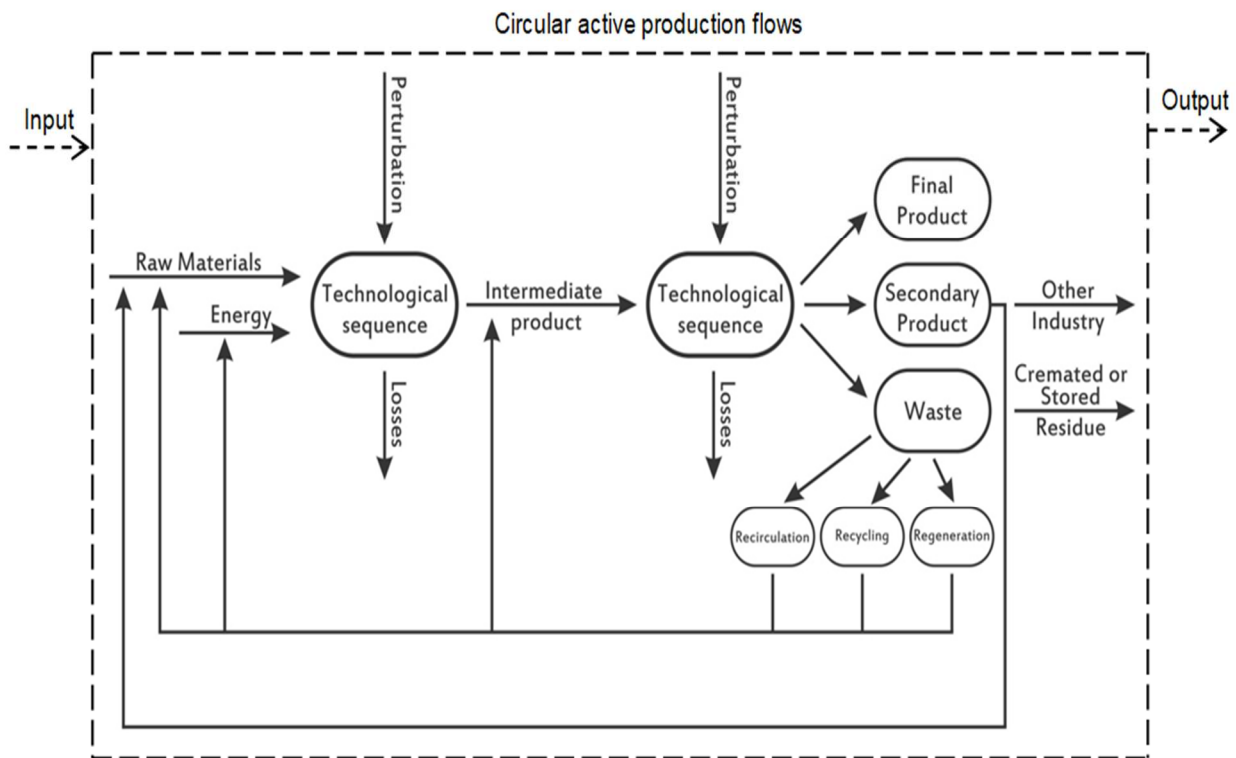 Circular active production flows
Input
Output
Perturbation
Perturbation
Final
Product
Raw Materials
Technological
sequence
Intermediate
product
Technological
sequence
Secondary
Product
Other
Industry
Energy
Losses
Losses
Waste
Cremated or
Stored
Residue
Recirculation
Recycling
Regeneration